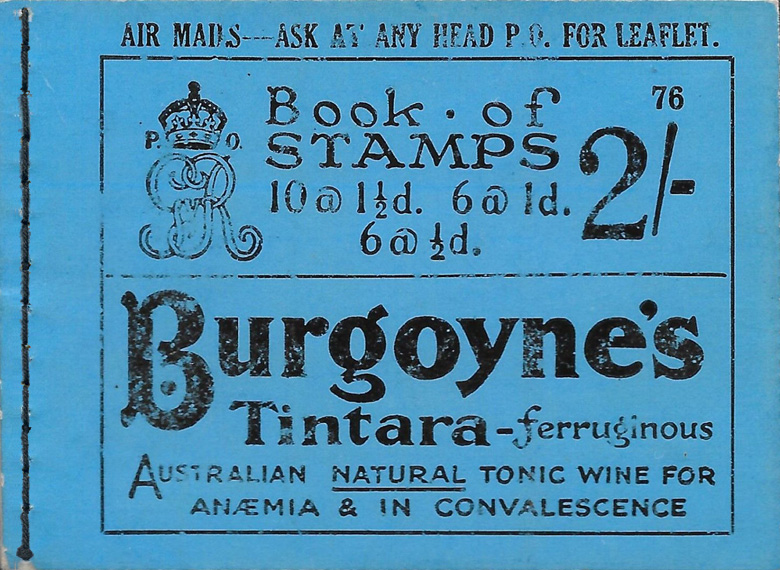 AIR MAILS—ASK AT ANY HEAD P.O. FOR LEAFLET.
76
P. O.
GR
Book · of
STAMPS
2/-
10 @ 1½d. 6 @ 1d.
6 @ ½d.
Burgoyne's
Tintara-ferruginous
AUSTRALIAN NATURAL TONIC WINE FOR
ANÆMIA & IN CONVALESCENCE